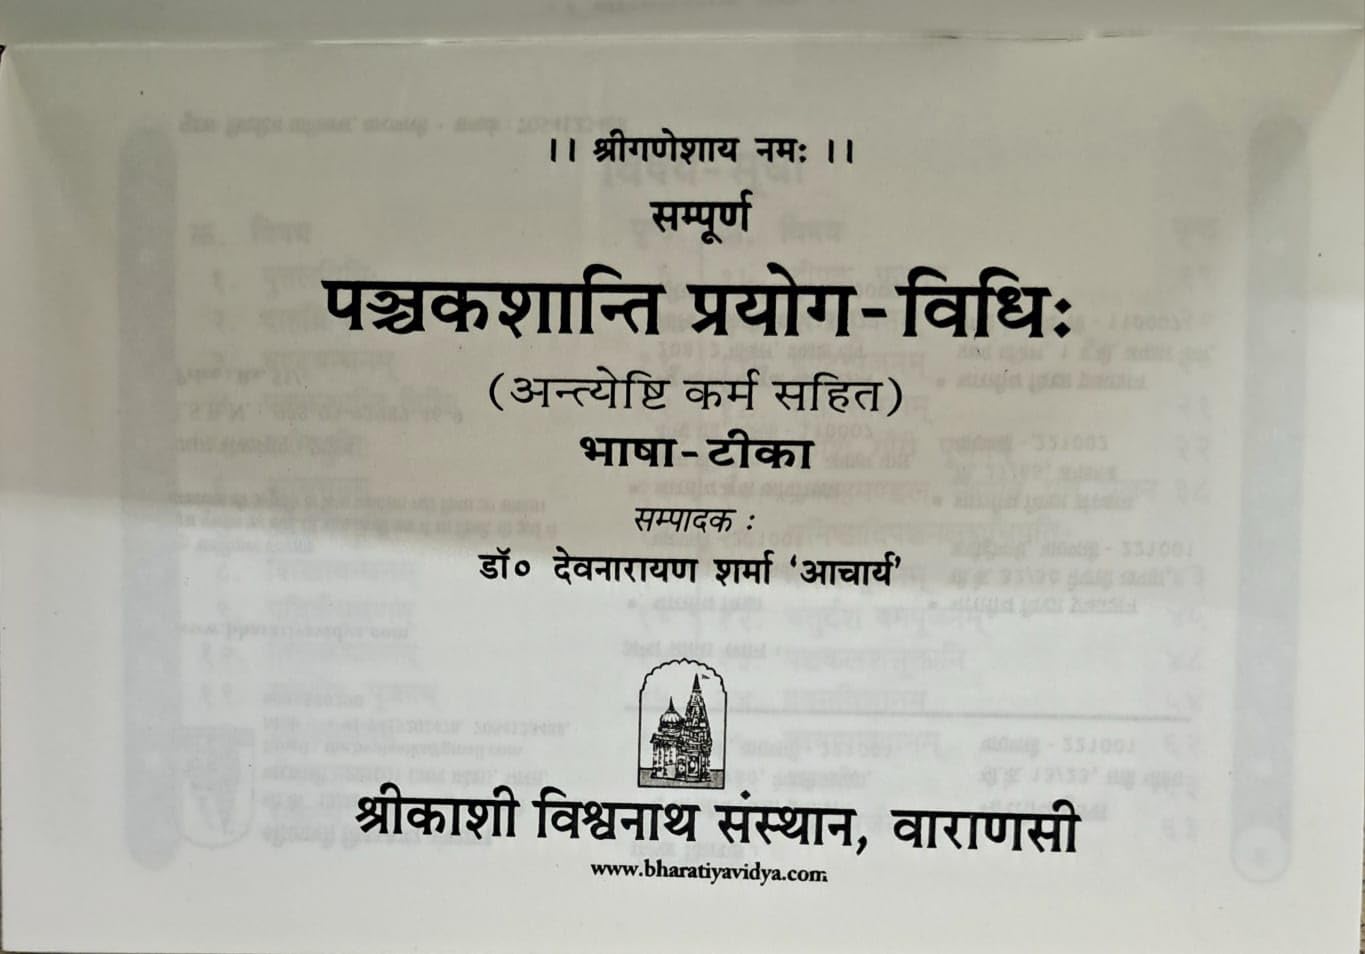 ।। श्रीगणेशाय नमः ।।
सम्पूर्ण
पञ्चकशान्ति प्रयोग-विधिः
(अन्त्येष्टि कर्म सहित)
भाषा-टीका
सम्पादक :
डॉ० देवनारायण शर्मा ‘आचार्य’
श्रीकाशी विश्वनाथ संस्थान, वाराणसी
www.bharatiyavidya.com